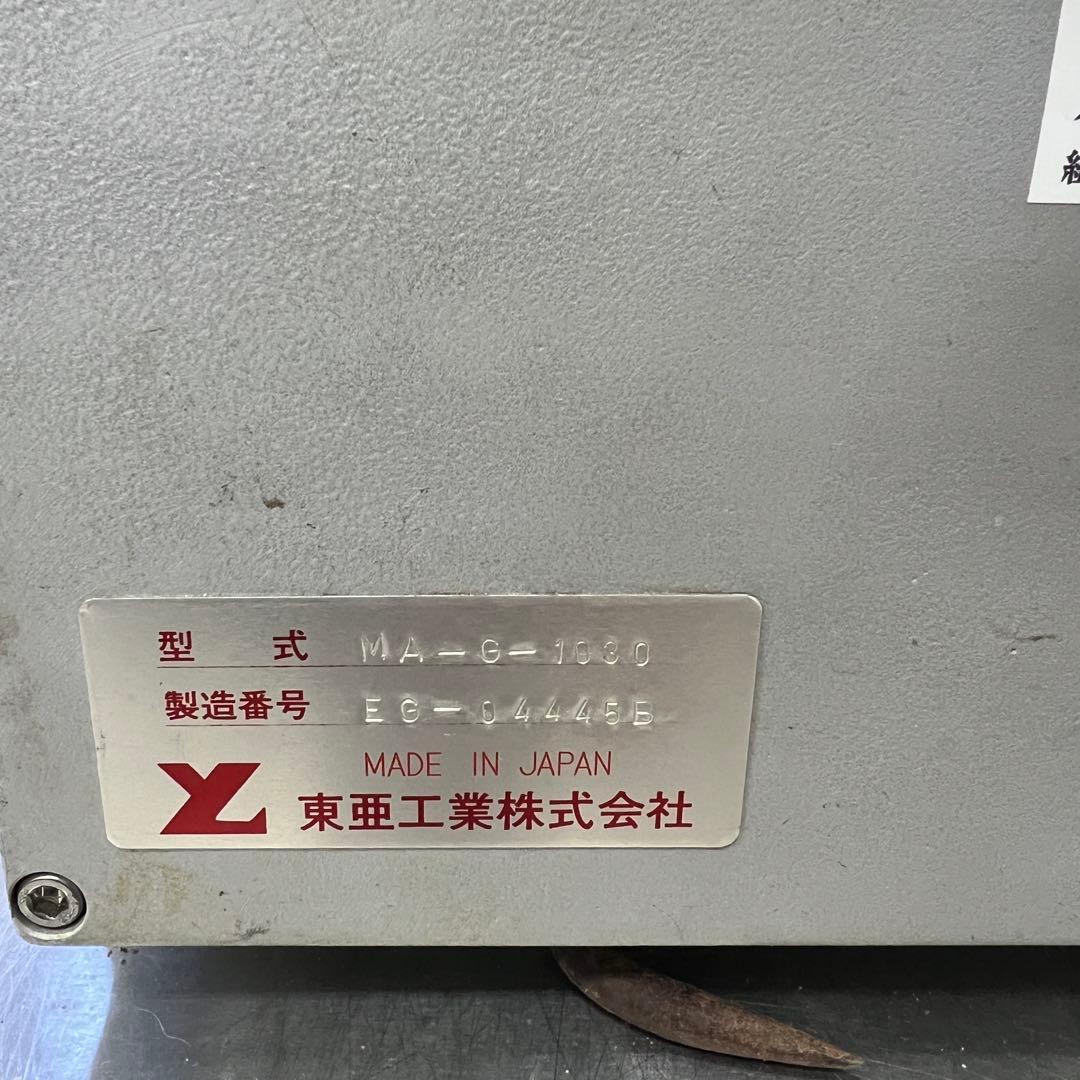 型 式 MA-G-1030
製造番号 EG-04445B
MADE IN JAPAN
東亜工業株式会社